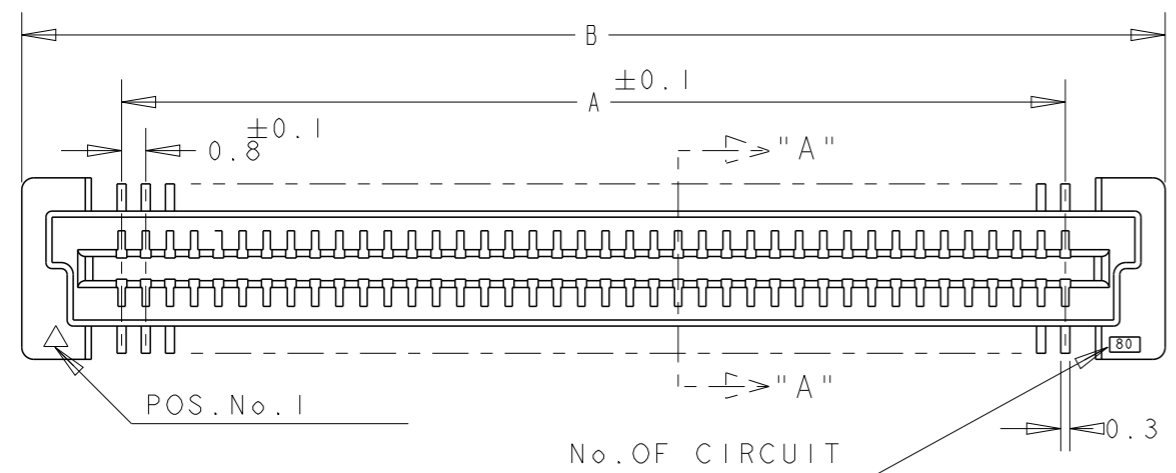 B
±0.1
A
±0.1
0.8
"A"
80
"A"
POS.No.1
0.3
No.OF CIRCUIT